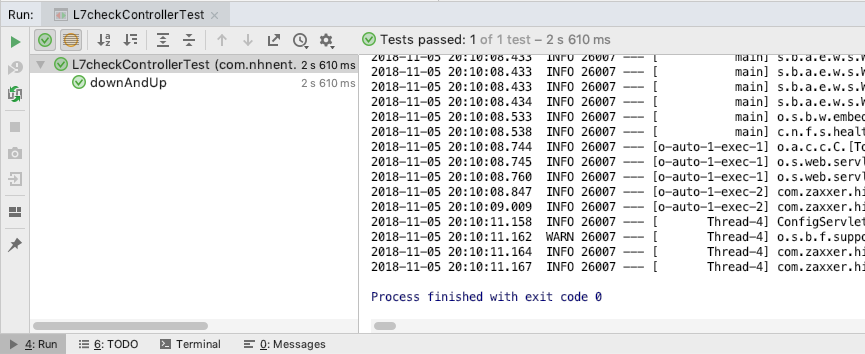 Run: L7checkControllerTest
Tests passed: 1 of 1 test – 2 s 610 ms
L7checkControllerTest (com.nhnent. 2 s 610 ms
downAndUp 2 s 610 ms
2018-11-05 20:10:08.433 INFO 26007 --- [ main] s.b.a.e.w.s.W
2018-11-05 20:10:08.433 INFO 26007 --- [ main] s.b.a.e.w.s.W
2018-11-05 20:10:08.433 INFO 26007 --- [ main] s.b.a.e.w.s.W
2018-11-05 20:10:08.434 INFO 26007 --- [ main] s.b.a.e.w.s.W
2018-11-05 20:10:08.533 INFO 26007 --- [ main] o.s.b.w.embe
2018-11-05 20:10:08.538 INFO 26007 --- [ main] c.n.f.s.heal
2018-11-05 20:10:08.744 INFO 26007 --- [o-auto-1-exec-1] o.a.c.c.C.[To
2018-11-05 20:10:08.745 INFO 26007 --- [o-auto-1-exec-1] o.s.web.servl
2018-11-05 20:10:08.760 INFO 26007 --- [o-auto-1-exec-1] o.s.web.serv
2018-11-05 20:10:08.847 INFO 26007 --- [o-auto-1-exec-2] com.zaxxer.hi
2018-11-05 20:10:09.009 INFO 26007 --- [o-auto-1-exec-2] com.zaxxer.hi
2018-11-05 20:10:11.158 INFO 26007 --- [ Thread-4] ConfigServlet
2018-11-05 20:10:11.162 WARN 26007 --- [ Thread-4] o.s.b.f.suppo
2018-11-05 20:10:11.164 INFO 26007 --- [ Thread-4] com.zaxxer.hi
2018-11-05 20:10:11.167 INFO 26007 --- [ Thread-4] com.zaxxer.hi
Process finished with exit code 0
4: Run 6: TODO Terminal 0: Messages